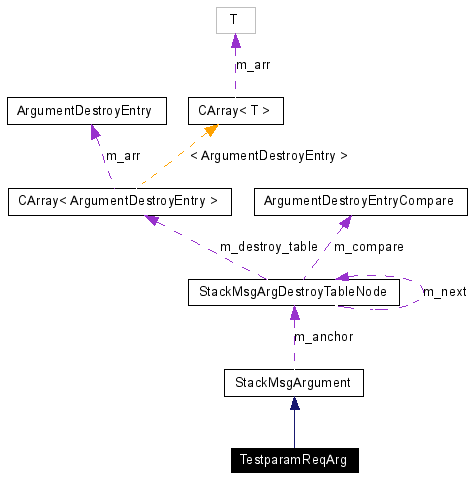 T
m_arr
ArgumentDestroyEntry
CArray< T >
m_arr
< ArgumentDestroyEntry >
CArray< ArgumentDestroyEntry >
ArgumentDestroyEntryCompare
m_destroy_table
m_compare
StackMsgArgDestroyTableNode
m_next
m_anchor
StackMsgArgument
TestparamReqArg